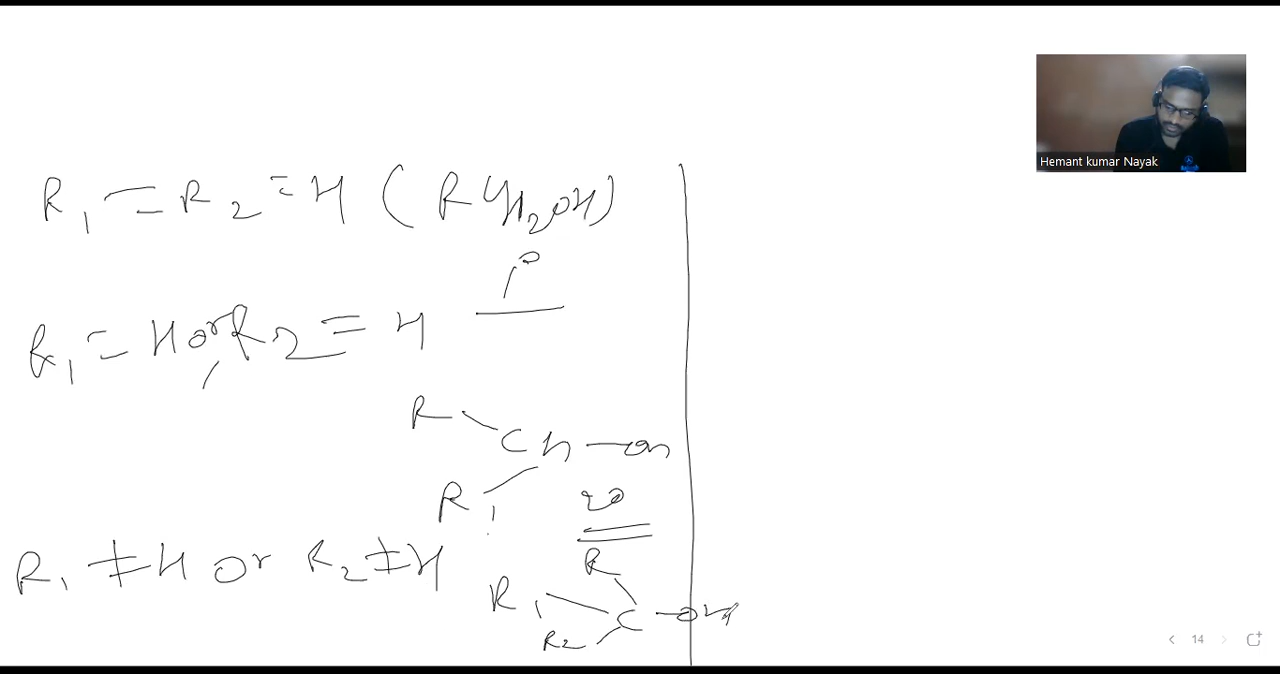 Hemant kumar Nayak
R₁ = R₂ = H (RCH₂OH)
1°
R₁ = H or R₂ = H
R
CH — OH
R₁
2°
R₁ ≠ H or R₂ ≠ H
R
R₁
C — OH
R₂
14